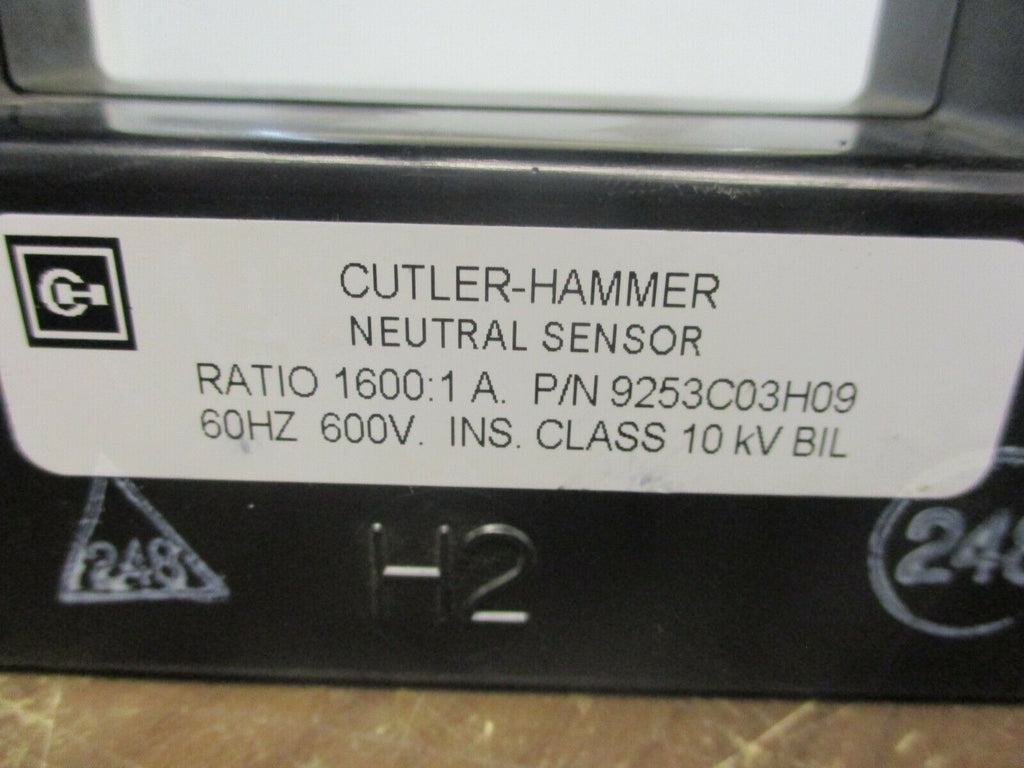 CUTLER-HAMMER
NEUTRAL SENSOR
RATIO 1600:1 A. P/N 9253C03H09
60HZ 600V. INS. CLASS 10 kV BIL
248
H2
248